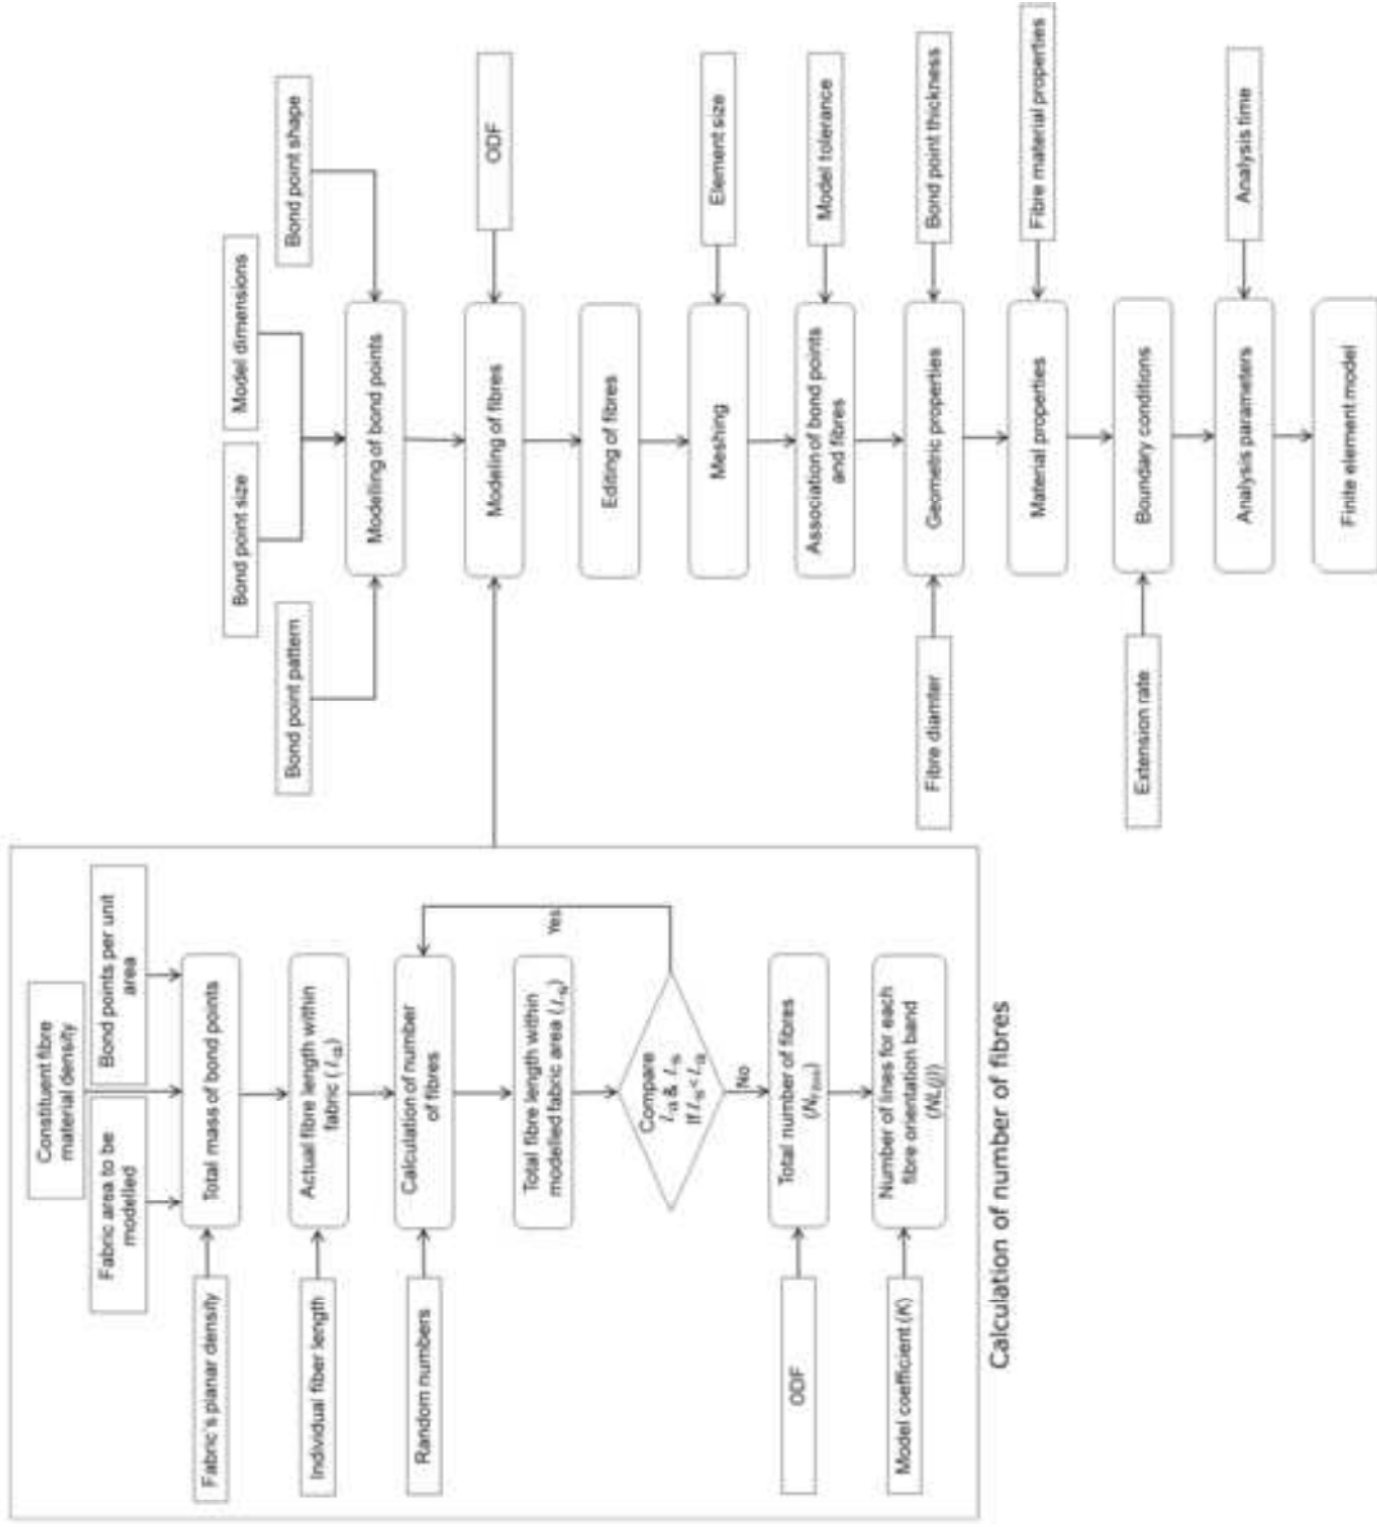 Constituent fibre
material density
Fabric area to be
modelled
Bond points per unit
area
Fabric's planar density
Total mass of bond points
Individual fiber length
Actual fibre length within
fabric
Random numbers
Calculation of number
of fibres
Total fibre length within
modelled fabric area
Compare
Yes
No
ODF
Total number of fibres
Model coefficient (K)
Number of lines for each
fibre orientation band
(NL(j))
Calculation of number of fibres
Bond point size
Model dimensions
Bond point pattern
Bond point shape
Modelling of bond points
ODF
Modeling of fibres
Editing of fibres
Element size
Meshing
Model tolerance
Association of bond points
and fibres
Fibre diamter
Bond point thickness
Geometric properties
Fibre material properties
Material properties
Extension rate
Boundary conditions
Analysis time
Analysis parameters
Finite element model